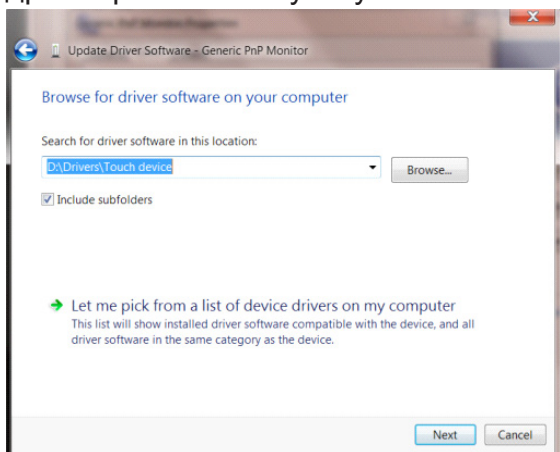 Update Driver Software - Generic PnP Monitor
Browse for driver software on your computer
Search for driver software in this location:
D:\Drivers\Touch device
Browse...
Include subfolders
Let me pick from a list of device drivers on my computer
This list will show installed driver software compatible with the device, and all
driver software in the same category as the device.
Next Cancel